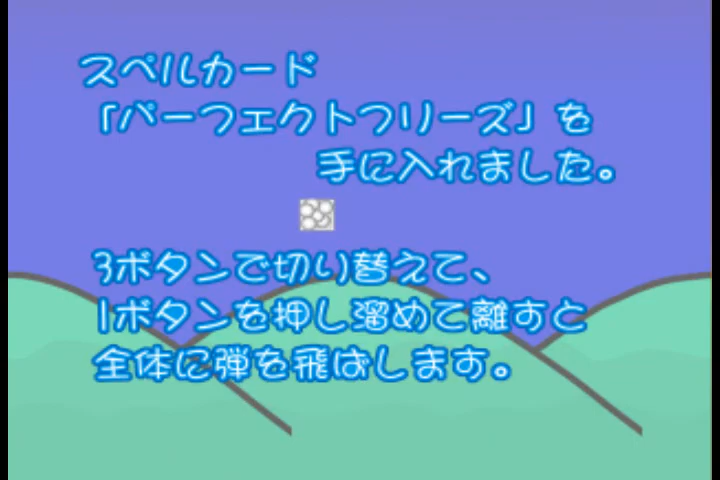 スペルカード
「パーフェクトフリーズ」を
手に入れました。
3ボタンで切り替えて、
1ボタンを押し溜めて離すと
全体に弾を飛ばします。